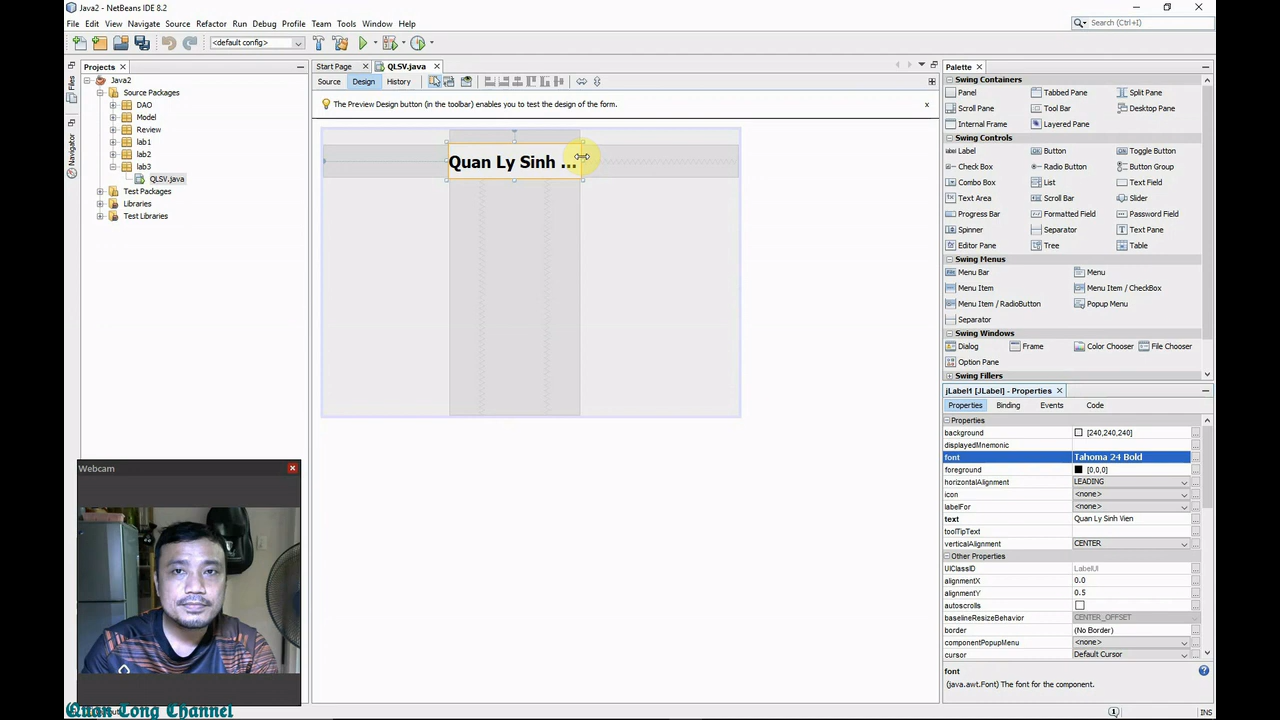 Java2 - NetBeans IDE 8.2
File Edit View Navigate Source Refactor Run Debug Profile Team Tools Window Help
Search (Ctrl+I)
<default config>
Projects
Start Page QLSV.java
Palette
Files
Navigator
Java2
Source Packages
DAO
Model
Review
lab1
lab2
lab3
QLSV.java
Test Packages
Libraries
Test Libraries
Source Design History
The Preview Design button (in the toolbar) enables you to test the design of the form.
Quan Ly Sinh ...
Swing Containers
Panel Tabbed Pane Split Pane
Scroll Pane Tool Bar Desktop Pane
Internal Frame Layered Pane
Swing Controls
Label Button Toggle Button
Check Box Radio Button Button Group
Combo Box List Text Field
Text Area Scroll Bar Slider
Progress Bar Formatted Field Password Field
Spinner Separator Text Pane
Editor Pane Tree Table
Swing Menus
Menu Bar Menu
Menu Item Menu Item / CheckBox
Menu Item / RadioButton Popup Menu
Separator
Swing Windows
Dialog Frame Color Chooser File Chooser
Option Pane
Swing Fillers
jLabel1 [JLabel] - Properties
Properties Binding Events Code
Properties
background [240,240,240]
displayedMnemonic
font Tahoma 24 Bold
foreground [0,0,0]
horizontalAlignment LEADING
icon <none>
labelFor <none>
text Quan Ly Sinh Vien
toolTipText
verticalAlignment CENTER
Other Properties
UIClassID LabelUI
alignmentX 0.0
alignmentY 0.5
autoscrolls
baselineResizeBehavior CENTER_OFFSET
border (No Border)
componentPopupMenu <none>
cursor Default Cursor
font
(java.awt.Font) The font for the component.
Webcam
Quan Tong Channel
1 INS